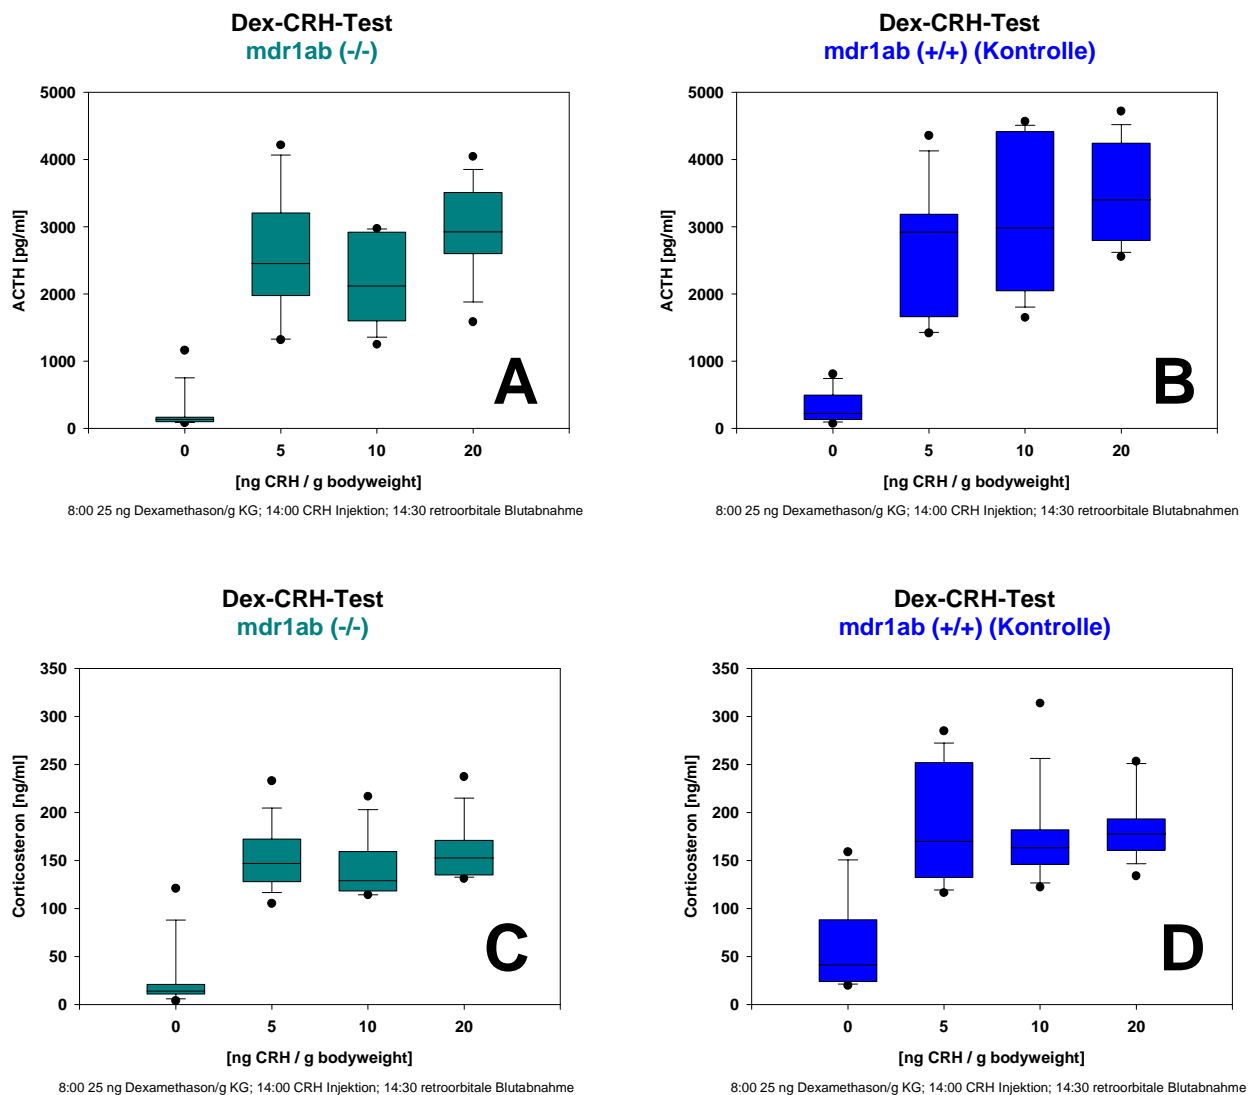 Dex-CRH-Test
mdr1ab (-/-)
ACTH [pg/ml]
5000
4000
3000
2000
1000
0
A
0 5 10 20
[ng CRH / g bodyweight]
8:00 25 ng Dexamethason/g KG; 14:00 CRH Injektion; 14:30 retroorbitale Blutabnahme
Dex-CRH-Test
mdr1ab (+/+) (Kontrolle)
ACTH [pg/ml]
5000
4000
3000
2000
1000
0
B
0 5 10 20
[ng CRH / g bodyweight]
8:00 25 ng Dexamethason/g KG; 14:00 CRH Injektion; 14:30 retroorbitale Blutabnahmen
Dex-CRH-Test
mdr1ab (-/-)
Corticosteron [ng/ml]
350
300
250
200
150
100
50
0
C
0 5 10 20
[ng CRH / g bodyweight]
8:00 25 ng Dexamethason/g KG; 14:00 CRH Injektion; 14:30 retroorbitale Blutabnahme
Dex-CRH-Test
mdr1ab (+/+) (Kontrolle)
Corticosteron [ng/ml]
350
300
250
200
150
100
50
0
D
0 5 10 20
[ng CRH / g bodyweight]
8:00 25 ng Dexamethason/g KG; 14:00 CRH Injektion; 14:30 retroorbitale Blutabnahme